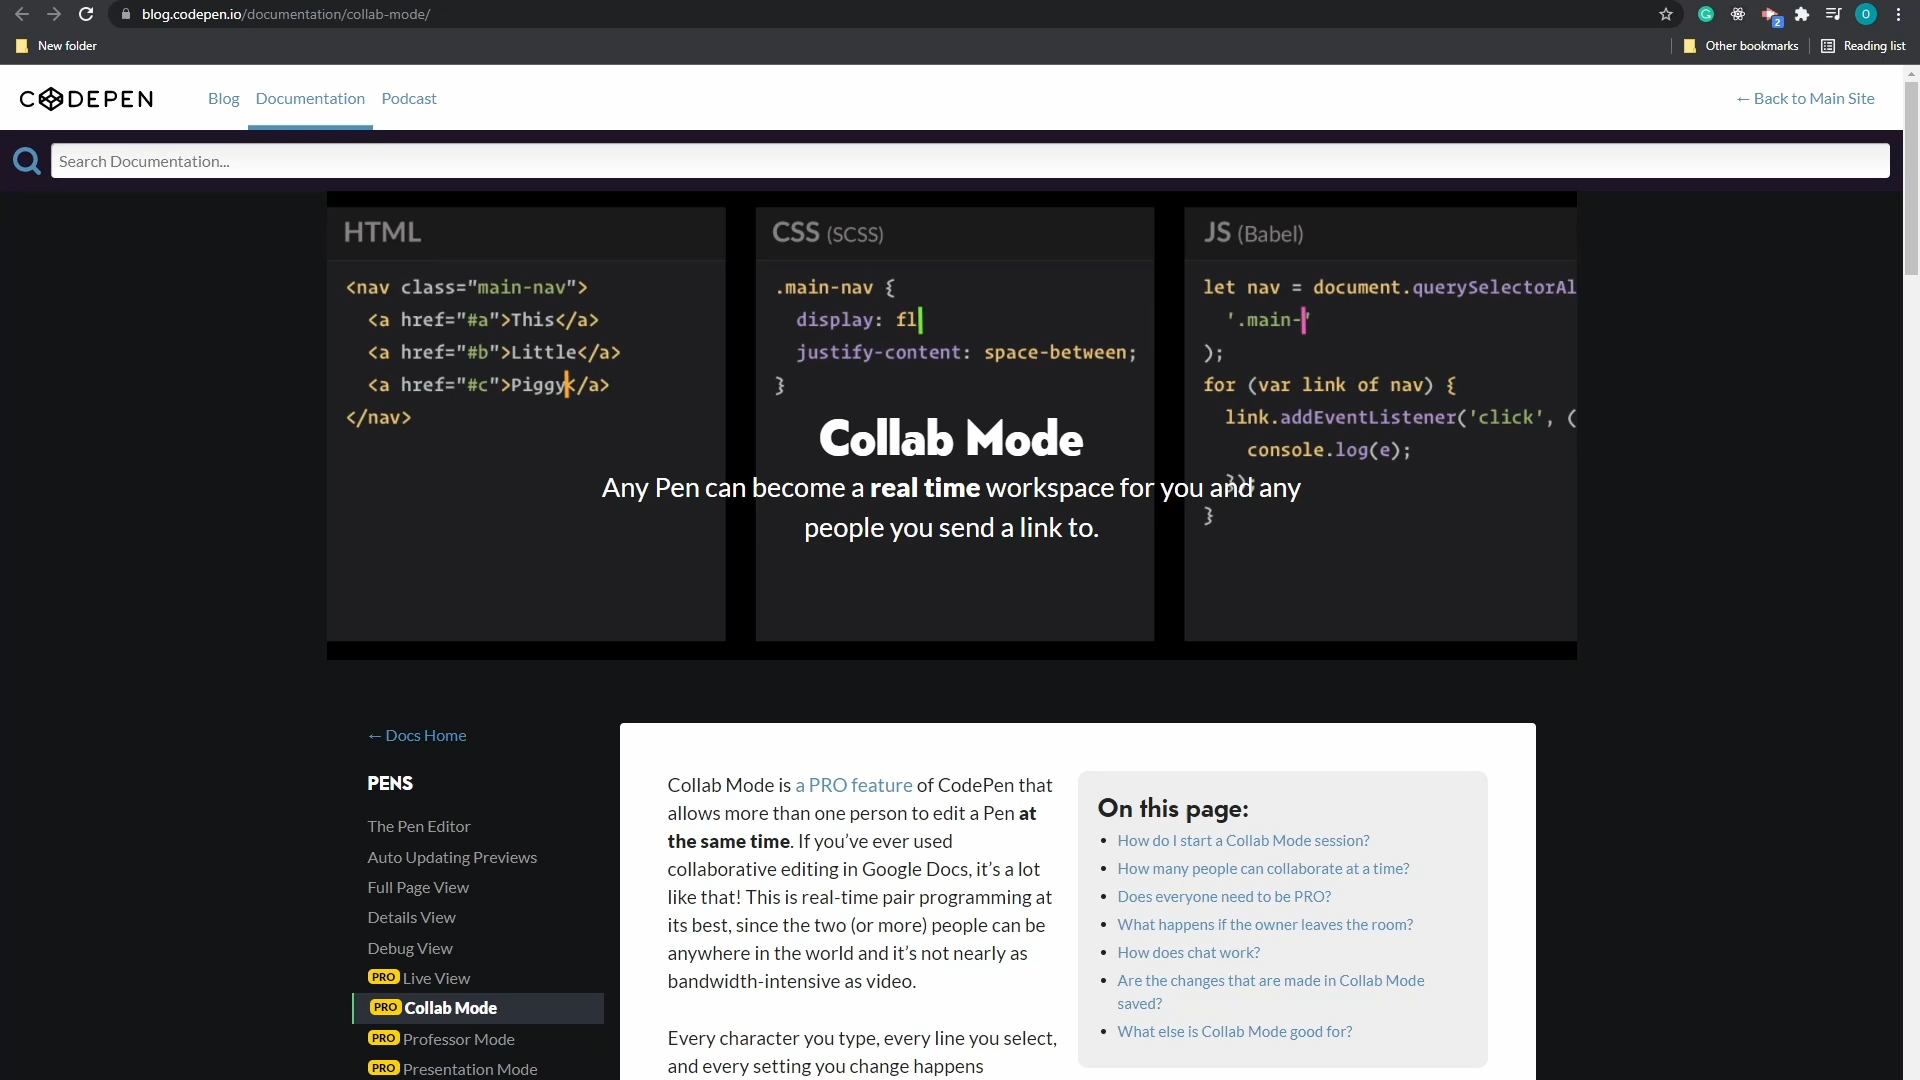 blog.codepen.io/documentation/collab-mode/
2
O
New folder
Other bookmarks
Reading list
CODEPEN
Blog
Documentation
Podcast
← Back to Main Site
Search Documentation...
HTML
<nav class="main-nav">
<a href="#a">This</a>
<a href="#b">Little</a>
<a href="#c">Piggy</a>
</nav>
CSS (SCSS)
.main-nav {
display: fl
justify-content: space-between;
}
JS (Babel)
let nav = document.querySelectorAl
'.main-'
);
for (var link of nav) {
link.addEventListener('click', (
console.log(e);
});
}
Collab Mode
Any Pen can become a real time workspace for you and any
people you send a link to.
← Docs Home
PENS
The Pen Editor
Auto Updating Previews
Full Page View
Details View
Debug View
PRO Live View
PRO Collab Mode
PRO Professor Mode
PRO Presentation Mode
Collab Mode is a PRO feature of CodePen that
allows more than one person to edit a Pen at
the same time. If you've ever used
collaborative editing in Google Docs, it's a lot
like that! This is real-time pair programming at
its best, since the two (or more) people can be
anywhere in the world and it's not nearly as
bandwidth-intensive as video.
Every character you type, every line you select,
and every setting you change happens
On this page:
• How do I start a Collab Mode session?
• How many people can collaborate at a time?
• Does everyone need to be PRO?
• What happens if the owner leaves the room?
• How does chat work?
• Are the changes that are made in Collab Mode
saved?
• What else is Collab Mode good for?